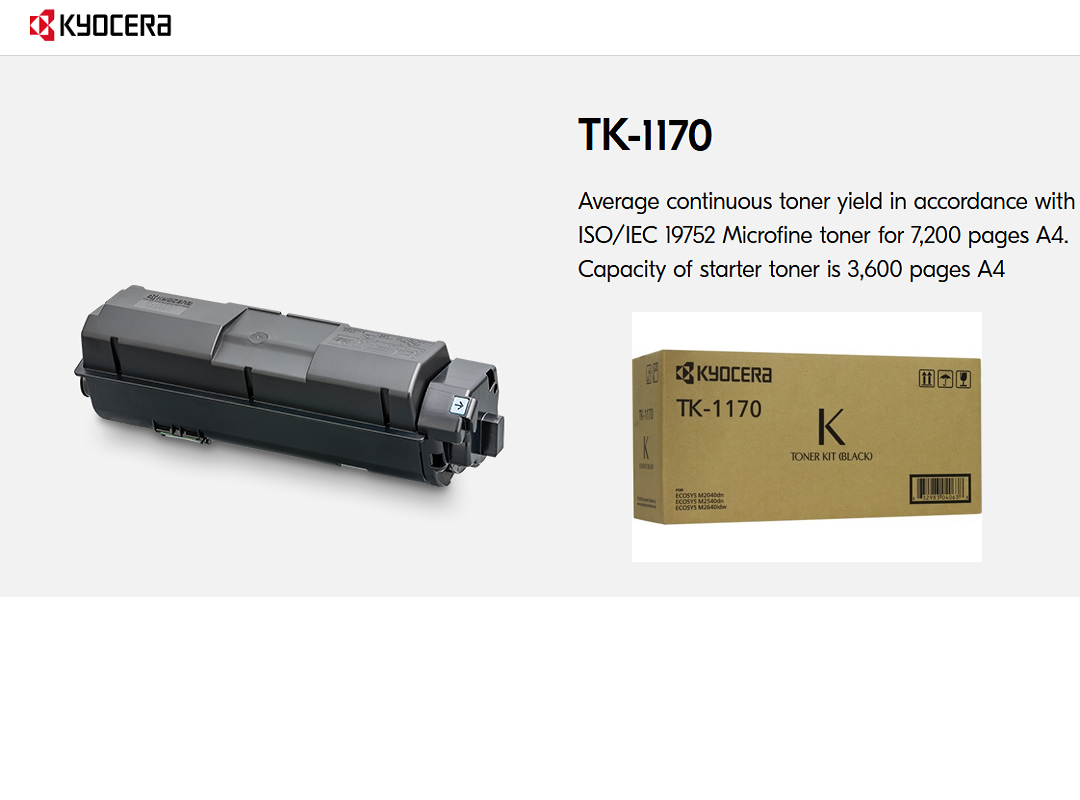 KYOCERA
TK-1170
Average continuous toner yield in accordance with
ISO/IEC 19752 Microfine toner for 7,200 pages A4.
Capacity of starter toner is 3,600 pages A4
KYOCERA
KYOCERA
TK-1170
TK-1170
K
K
TONER KIT (BLACK)
FOR
ECOSYS M2040dn
ECOSYS M2540dn
ECOSYS M2640idw